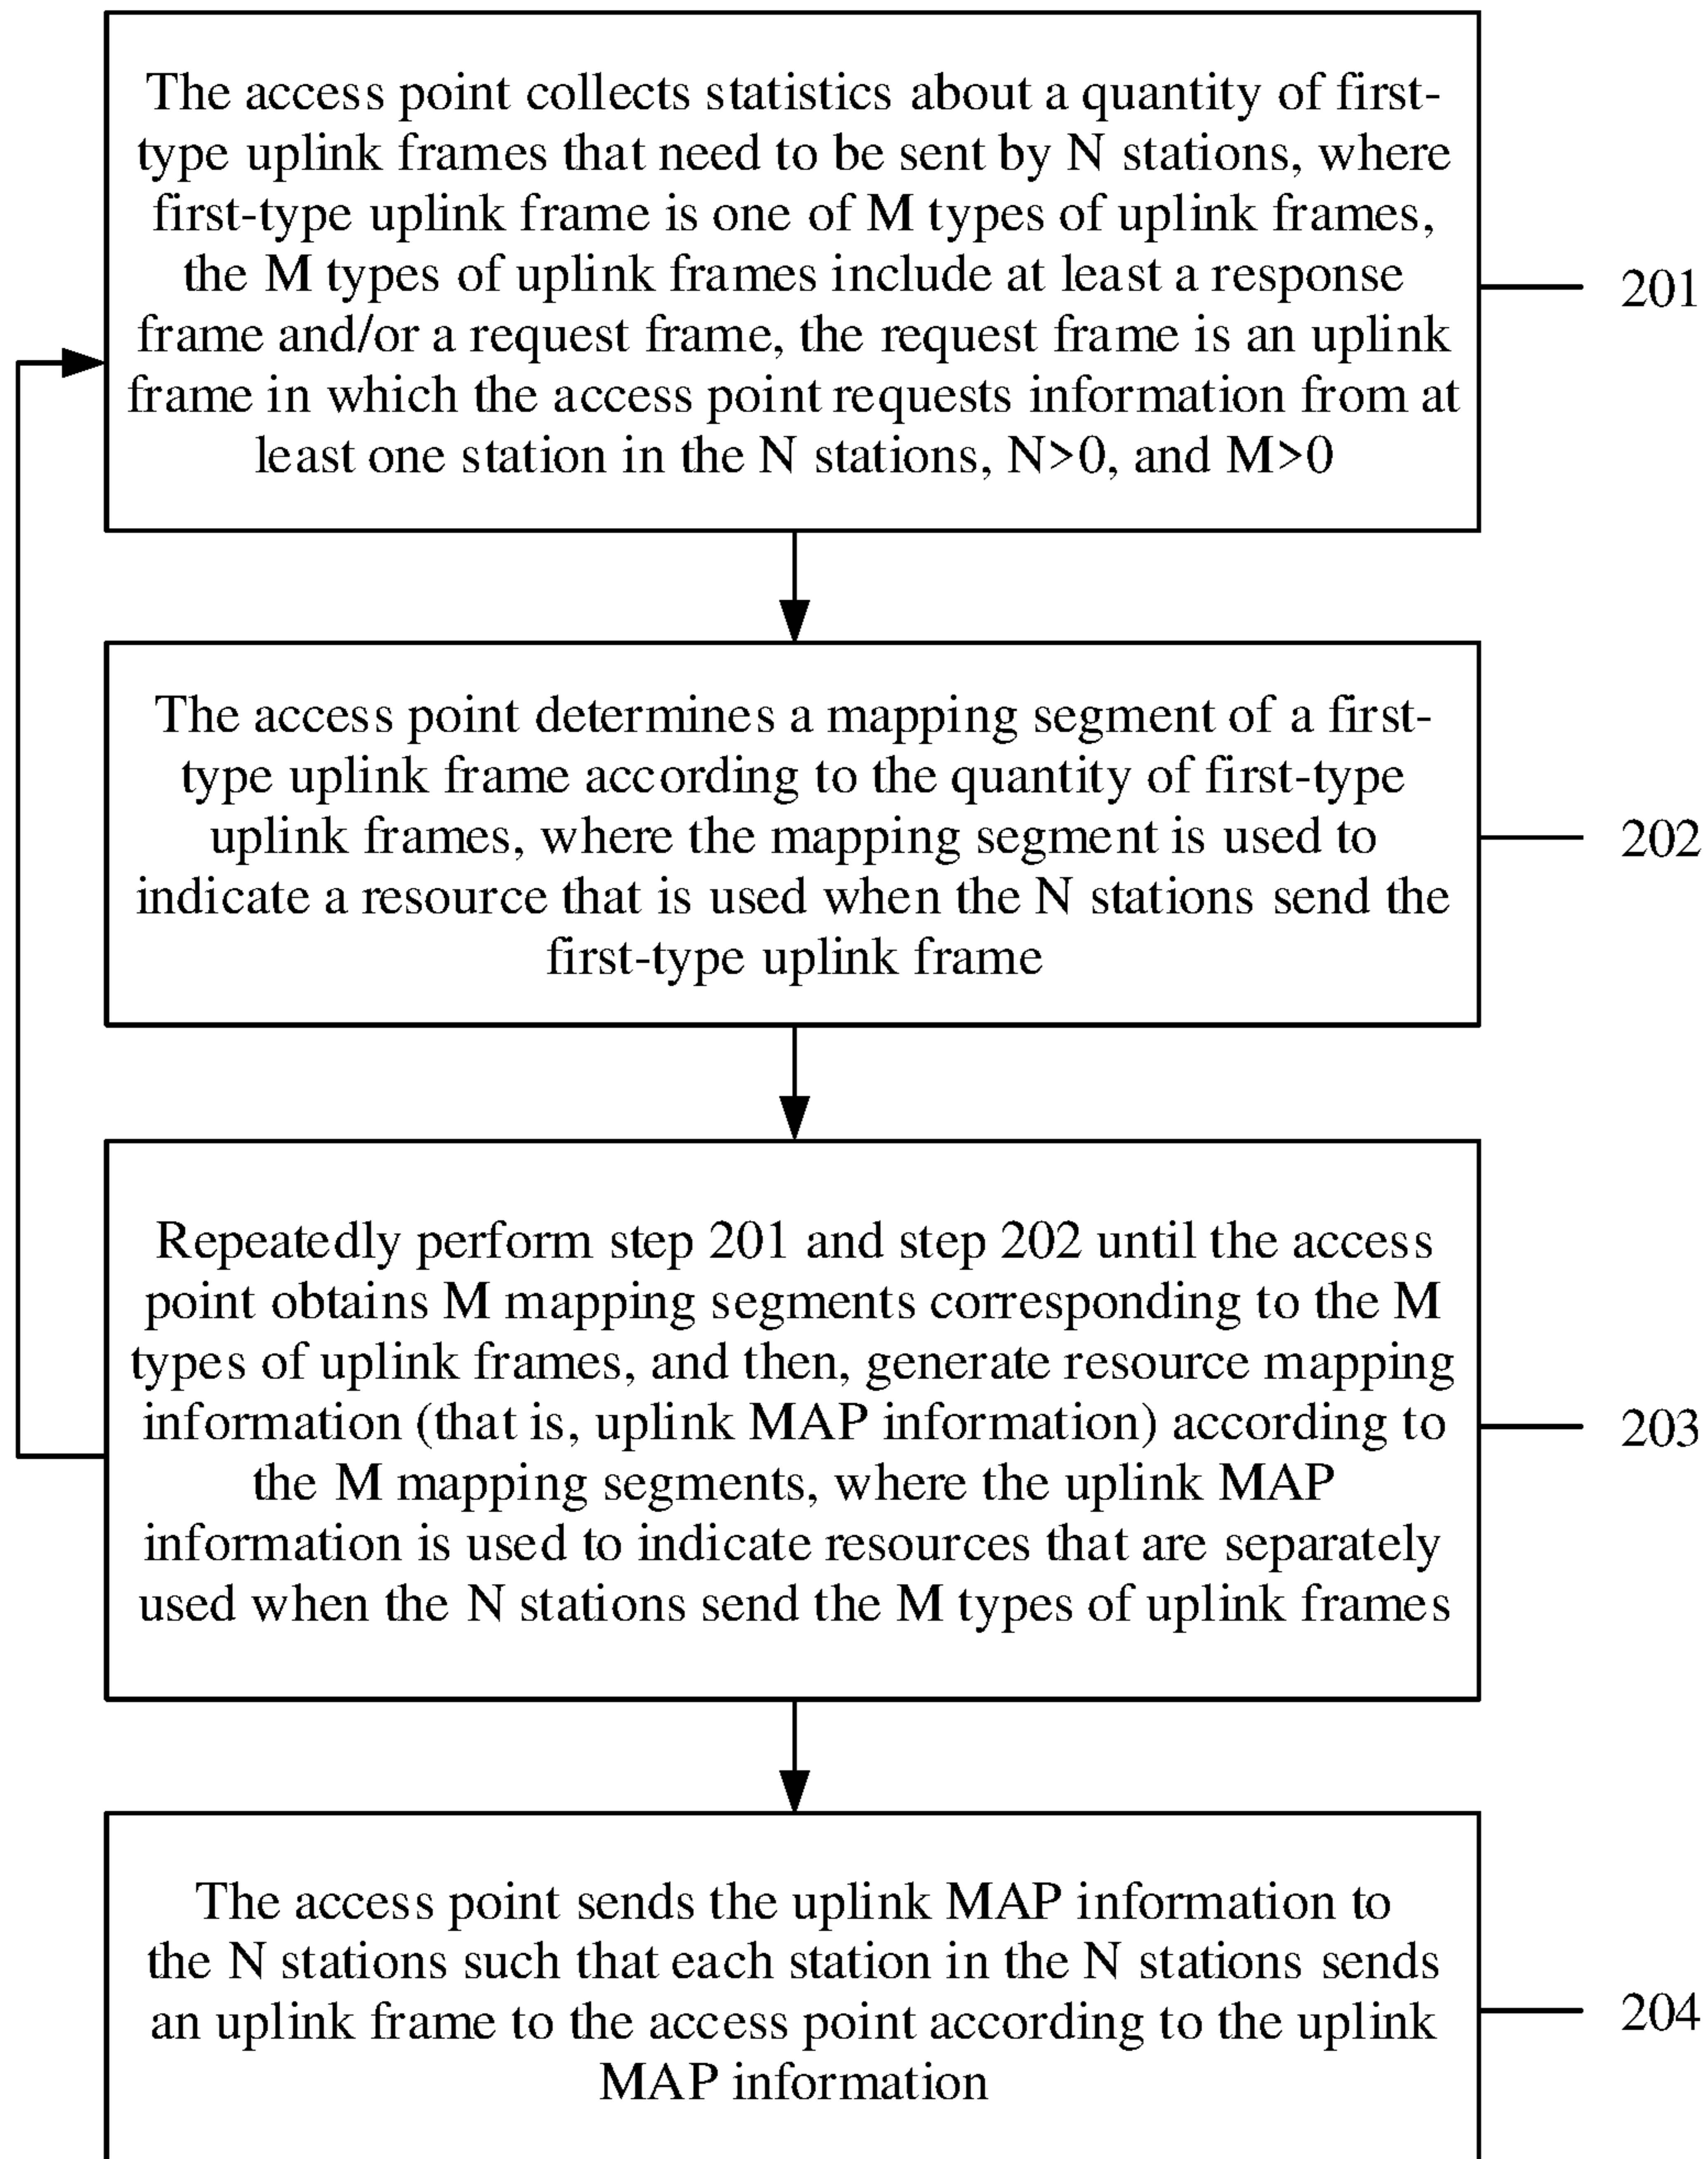 The access point collects statistics about a quantity of first-
type uplink frames that need to be sent by N stations, where
first-type uplink frame is one of M types of uplink frames,
the M types of uplink frames include at least a response
frame and/or a request frame, the request frame is an uplink
frame in which the access point requests information from at
least one station in the N stations, N>0, and M>0
201
The access point determines a mapping segment of a first-
type uplink frame according to the quantity of first-type
uplink frames, where the mapping segment is used to
indicate a resource that is used when the N stations send the
first-type uplink frame
202
Repeatedly perform step 201 and step 202 until the access
point obtains M mapping segments corresponding to the M
types of uplink frames, and then, generate resource mapping
information (that is, uplink MAP information) according to
the M mapping segments, where the uplink MAP
information is used to indicate resources that are separately
used when the N stations send the M types of uplink frames
203
The access point sends the uplink MAP information to
the N stations such that each station in the N stations sends
an uplink frame to the access point according to the uplink
MAP information
204